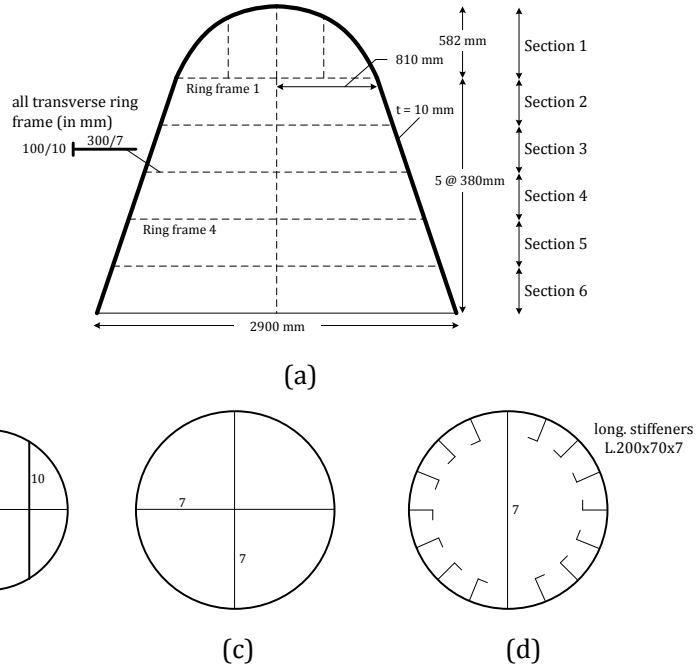 582 mm
Section 1
810 mm
Ring frame 1
Section 2
all transverse ring
frame (in mm)
t = 10 mm
100/10
300/7
Section 3
5 @ 380mm
Section 4
Ring frame 4
Section 5
Section 6
2900 mm
(a)
long. stiffeners
L.200x70x7
10
7
7
7
(c)
(d)